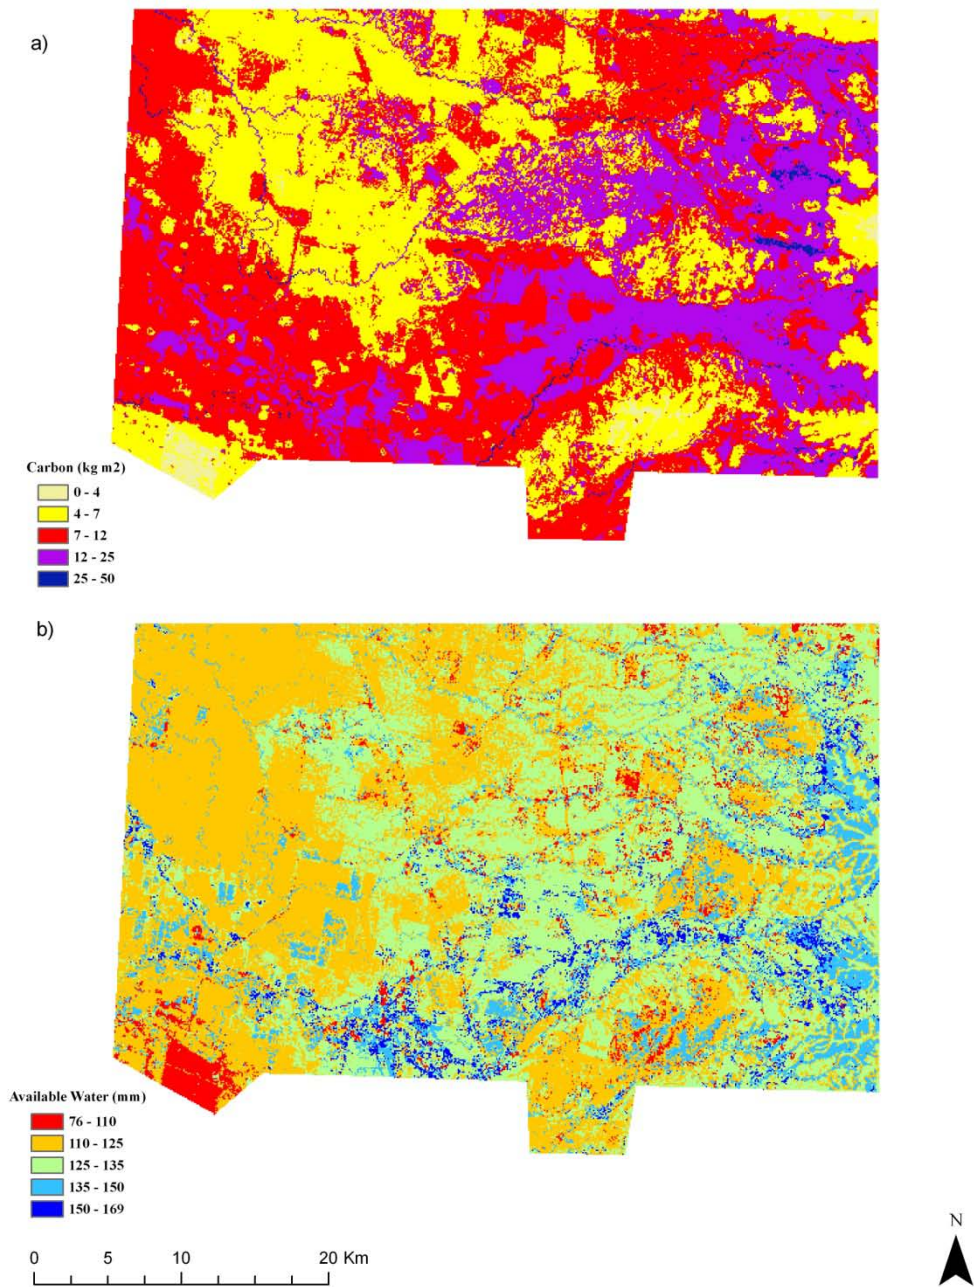 a)
Carbon (kg m2)
0 - 4
4 - 7
7 - 12
12 - 25
25 - 50
b)
Available Water (mm)
76 - 110
110 - 125
125 - 135
135 - 150
150 - 169
N
0 5 10 20 Km